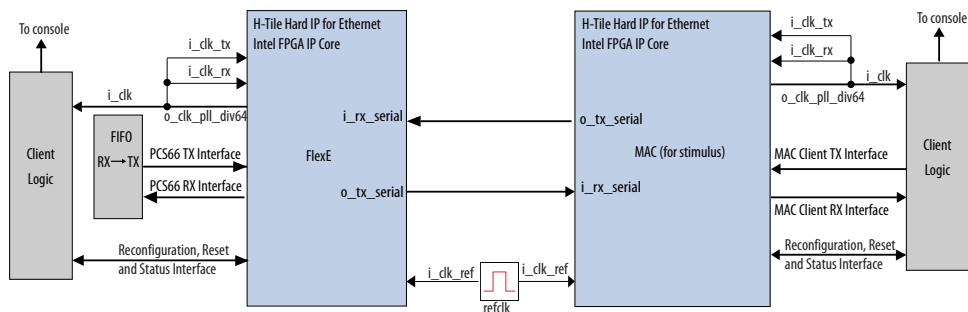 To console
i_clk_tx
i_clk_rx
i_clk
o_clk_pll_div64
Client
Logic
FIFO
RX→TX
PCS66 TX Interface
PCS66 RX Interface
Reconfiguration, Reset
and Status Interface
H-Tile Hard IP for Ethernet
Intel FPGA IP Core
i_rx_serial
FlexE
o_tx_serial
i_clk_ref
refclk
i_clk_ref
H-Tile Hard IP for Ethernet
Intel FPGA IP Core
o_tx_serial
MAC (for stimulus)
i_rx_serial
To console
i_clk_tx
i_clk_rx
i_clk
o_clk_pll_div64
MAC Client TX Interface
MAC Client RX Interface
Reconfiguration, Reset
and Status Interface
Client
Logic